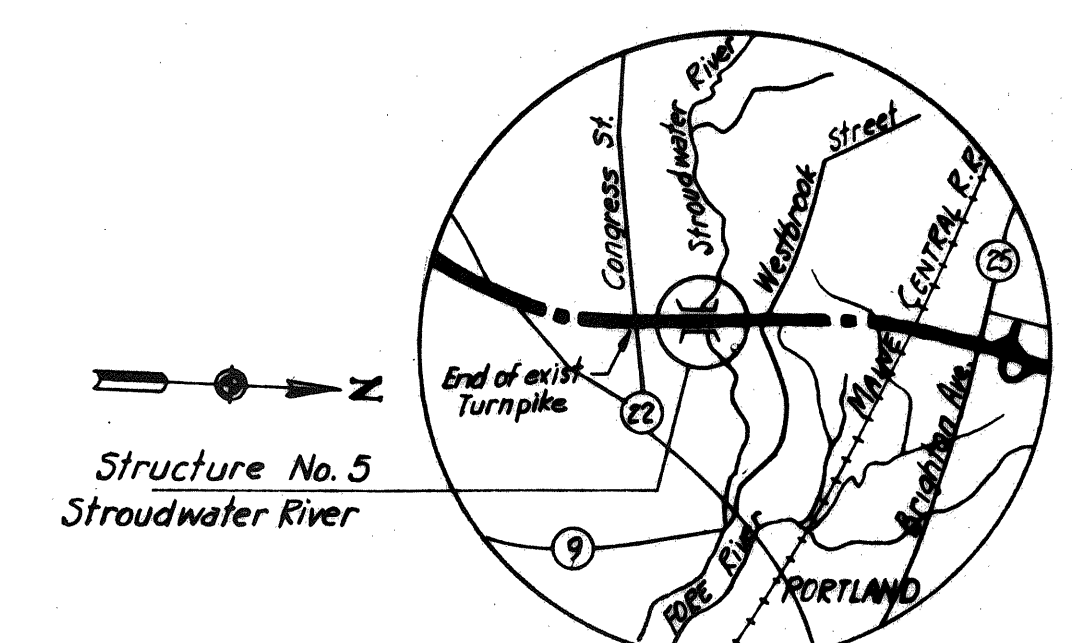 Stroudwater River
Congress St.
Westbrook Street
MAINE CENTRAL R.R.
25
End of exist
Turnpike
22
N
Structure No. 5
Stroudwater River
Brighton Ave.
9
FORE River
PORTLAND